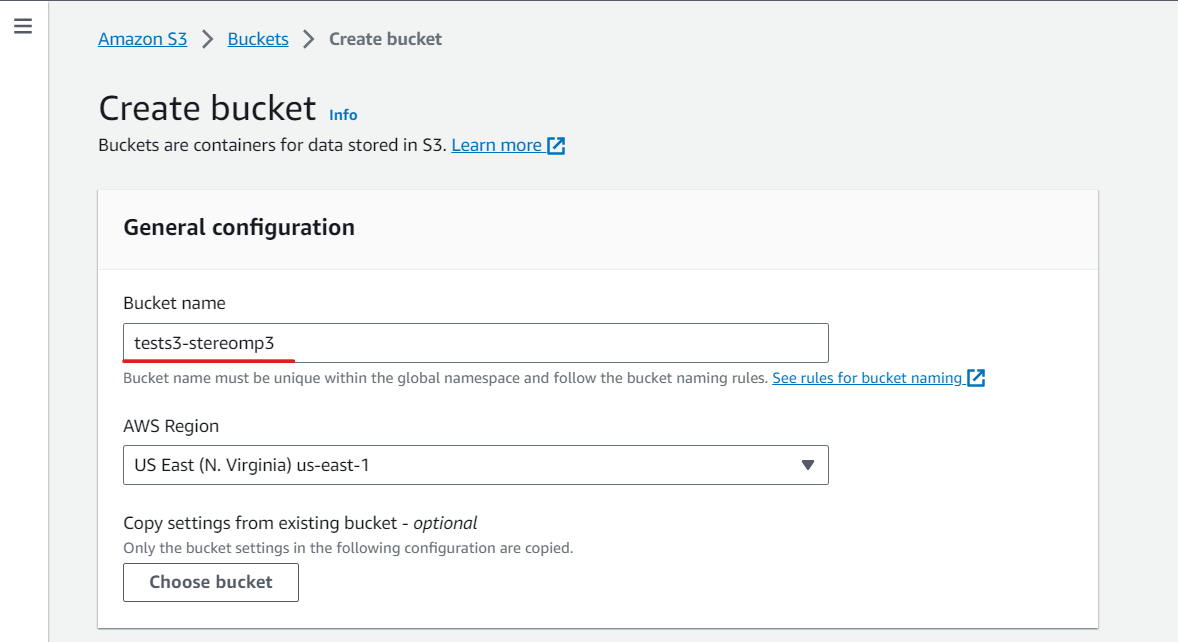 Amazon S3 > Buckets > Create bucket
Create bucket Info
Buckets are containers for data stored in S3. Learn more
General configuration
Bucket name
tests3-stereomp3
Bucket name must be unique within the global namespace and follow the bucket naming rules. See rules for bucket naming
AWS Region
US East (N. Virginia) us-east-1
Copy settings from existing bucket - optional
Only the bucket settings in the following configuration are copied.
Choose bucket